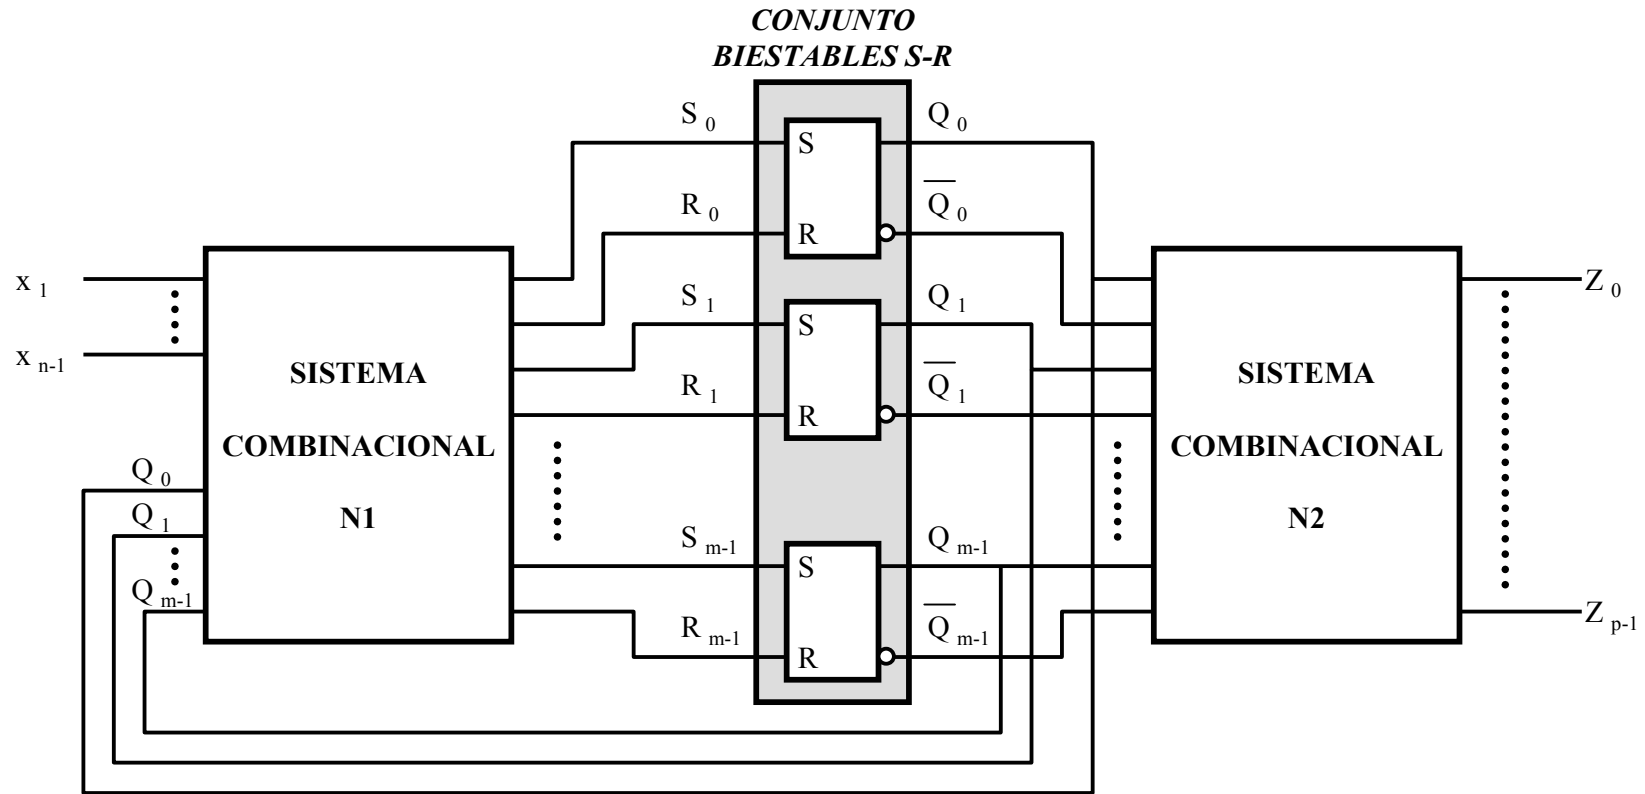 CONJUNTO
BIESTABLES S-R
S 0
Q 0
S
R 0
Q̅ 0
R
x 1
S 1
Q 1
Z 0
S
x n-1
SISTEMA
R 1
Q̅ 1
SISTEMA
R
COMBINACIONAL
COMBINACIONAL
Q 0
N1
N2
Q 1
S m-1
Q m-1
S
Q m-1
R m-1
Q̅ m-1
Z p-1
R